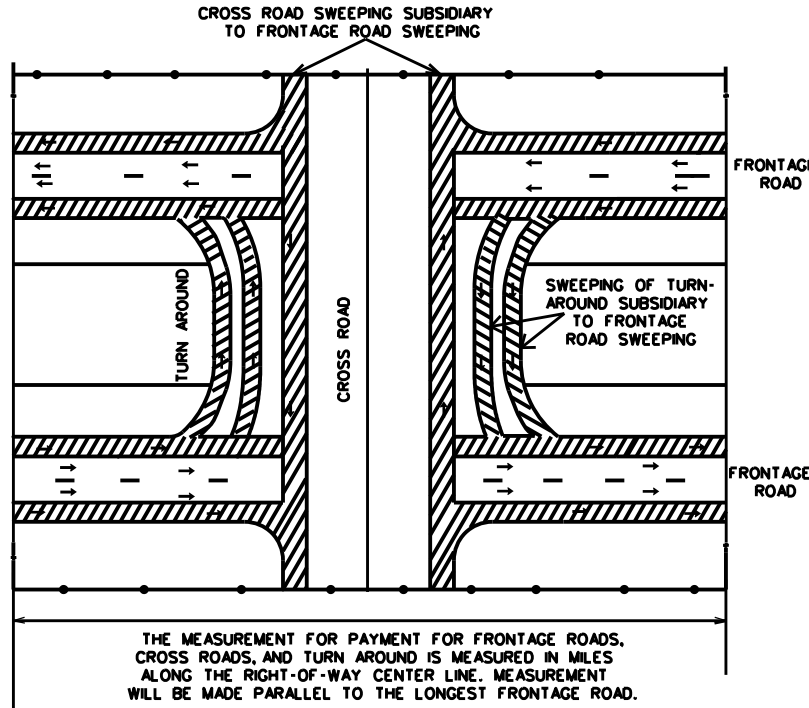 CROSS ROAD SWEEPING SUBSIDIARY
TO FRONTAGE ROAD SWEEPING
FRONTAGE
ROAD
TURN AROUND
CROSS ROAD
SWEEPING OF TURN-
AROUND SUBSIDIARY
TO FRONTAGE
ROAD SWEEPING
FRONTAGE
ROAD
THE MEASUREMENT FOR PAYMENT FOR FRONTAGE ROADS,
CROSS ROADS, AND TURN AROUND IS MEASURED IN MILES
ALONG THE RIGHT-OF-WAY CENTER LINE. MEASUREMENT
WILL BE MADE PARALLEL TO THE LONGEST FRONTAGE ROAD.